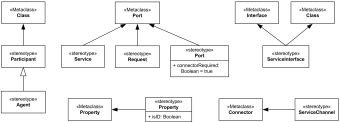 «Metaclass»
Class
«stereotype»
Participant
«stereotype»
Agent
«Metaclass»
Port
«stereotype»
Service
«stereotype»
Request
«stereotype»
Port
+ connectorRequired:
Boolean = true
«Metaclass»
Interface
«Metaclass»
Class
«stereotype»
ServiceInterface
«Metaclass»
Property
«stereotype»
Property
+ isID: Boolean
«Metaclass»
Connector
«stereotype»
ServiceChannel